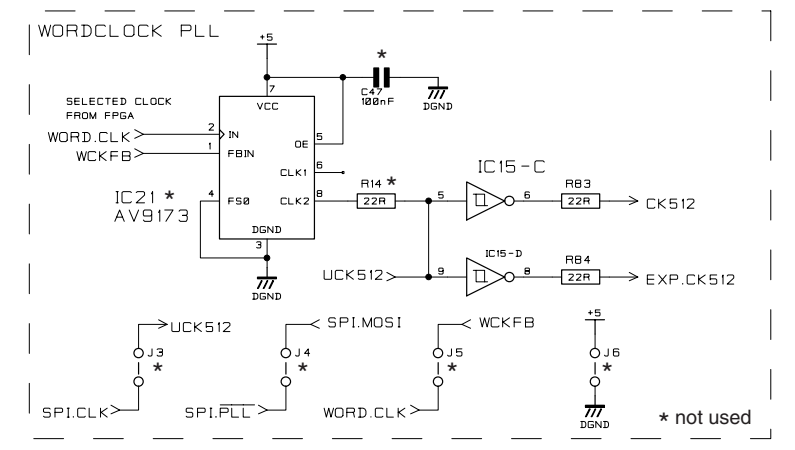 WORDCLOCK PLL
+5
*
7
VCC
C47
100nF
DGND
SELECTED CLOCK
FROM FPGA
WORD.CLK
2
IN
OE
5
WCKFB
1
FBIN
CLK1
6
IC21 *
AV9173
4
FS0
CLK2
8
R14 *
22R
DGND
3
DGND
IC15-C
5
6
R83
22R
CK512
UCK512
IC15-D
9
8
R84
22R
EXP.CK512
UCK512
J3
*
SPI.CLK
SPI.MOSI
J4
*
SPI.PLL
WCKFB
J5
*
WORD.CLK
+5
J6
*
DGND
* not used